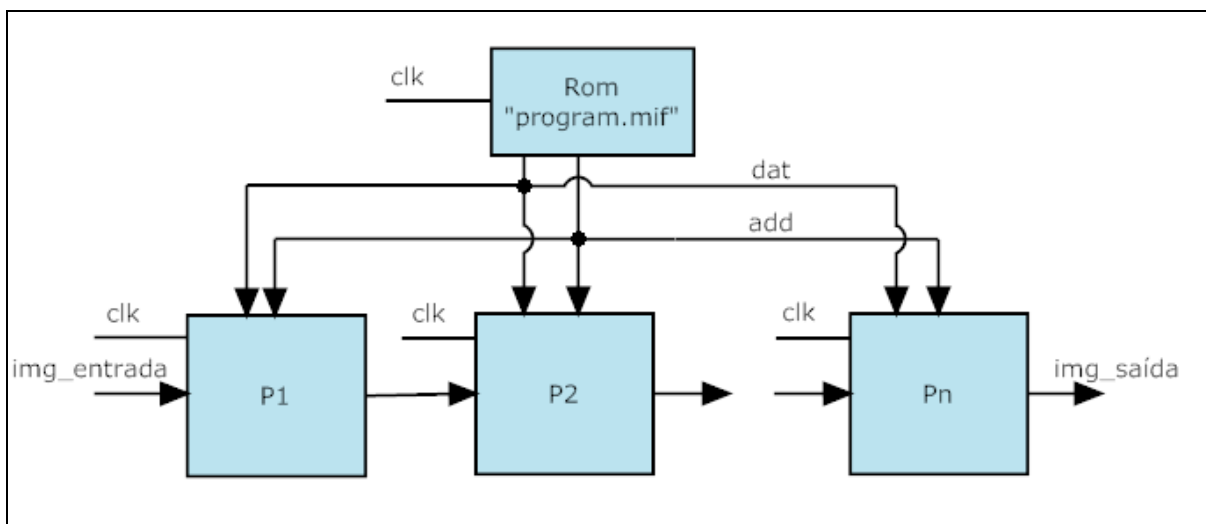 clk
Rom
"program.mif"
dat
add
clk
clk
clk
img_entrada
img_saída
P1
P2
Pn